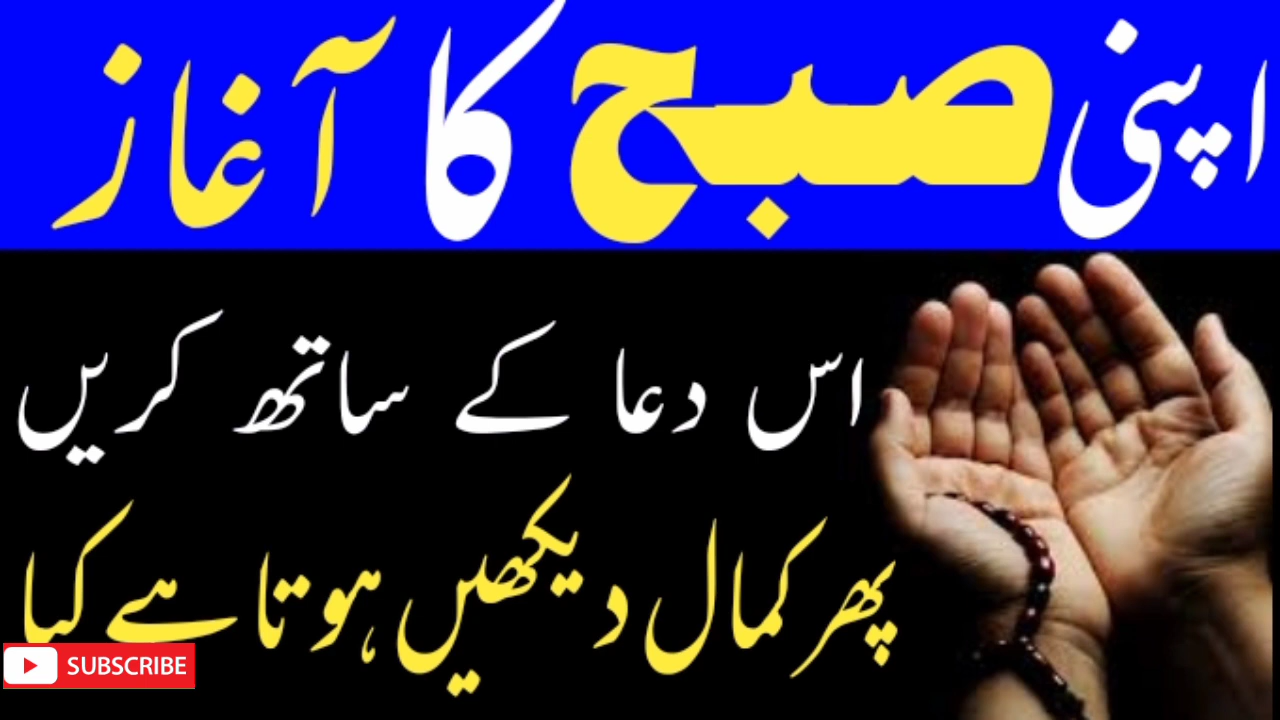 اپنی صبح کا آغاز
اس دعا کے ساتھ کریں
پھر کمال دیکھیں ہوتا ہے کیا
SUBSCRIBE